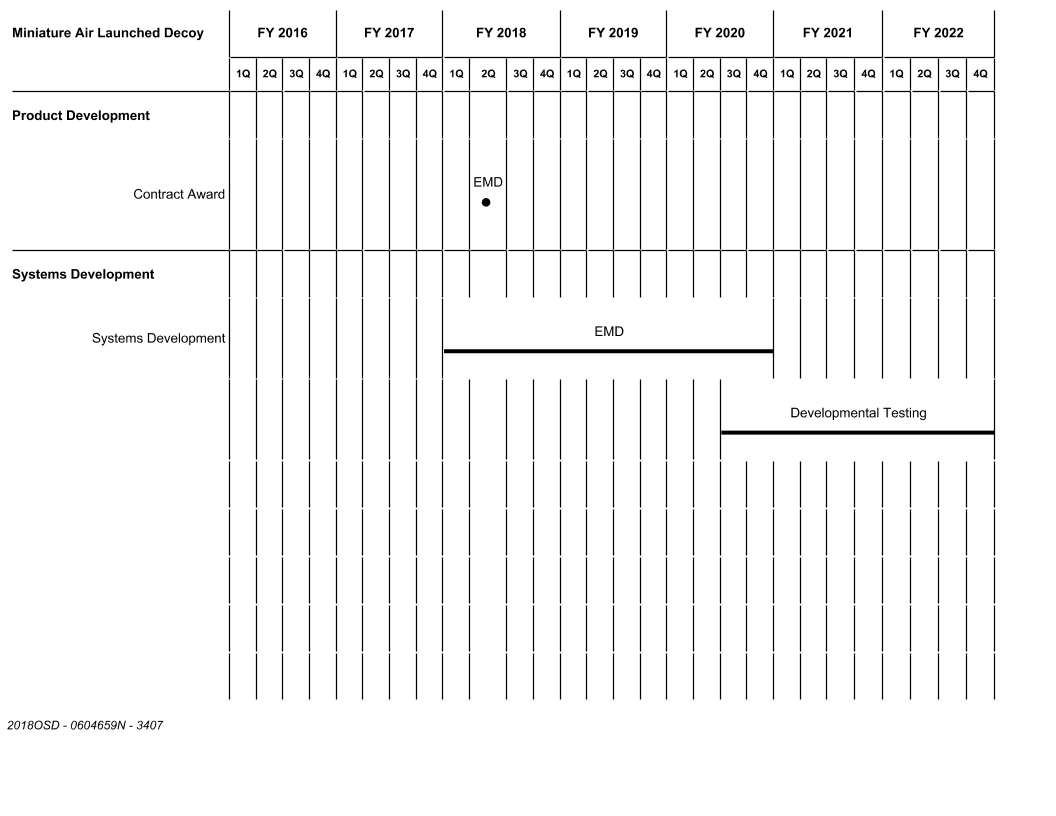 Miniature Air Launched Decoy FY 2016 FY 2017 FY 2018 FY 2019 FY 2020 FY 2021 FY 2022
1Q 2Q 3Q 4Q 1Q 2Q 3Q 4Q 1Q 2Q 3Q 4Q 1Q 2Q 3Q 4Q 1Q 2Q 3Q 4Q 1Q 2Q 3Q 4Q 1Q 2Q 3Q 4Q
Product Development
EMD
Contract Award
Systems Development
EMD
Systems Development
Developmental Testing
2018OSD - 0604659N - 3407